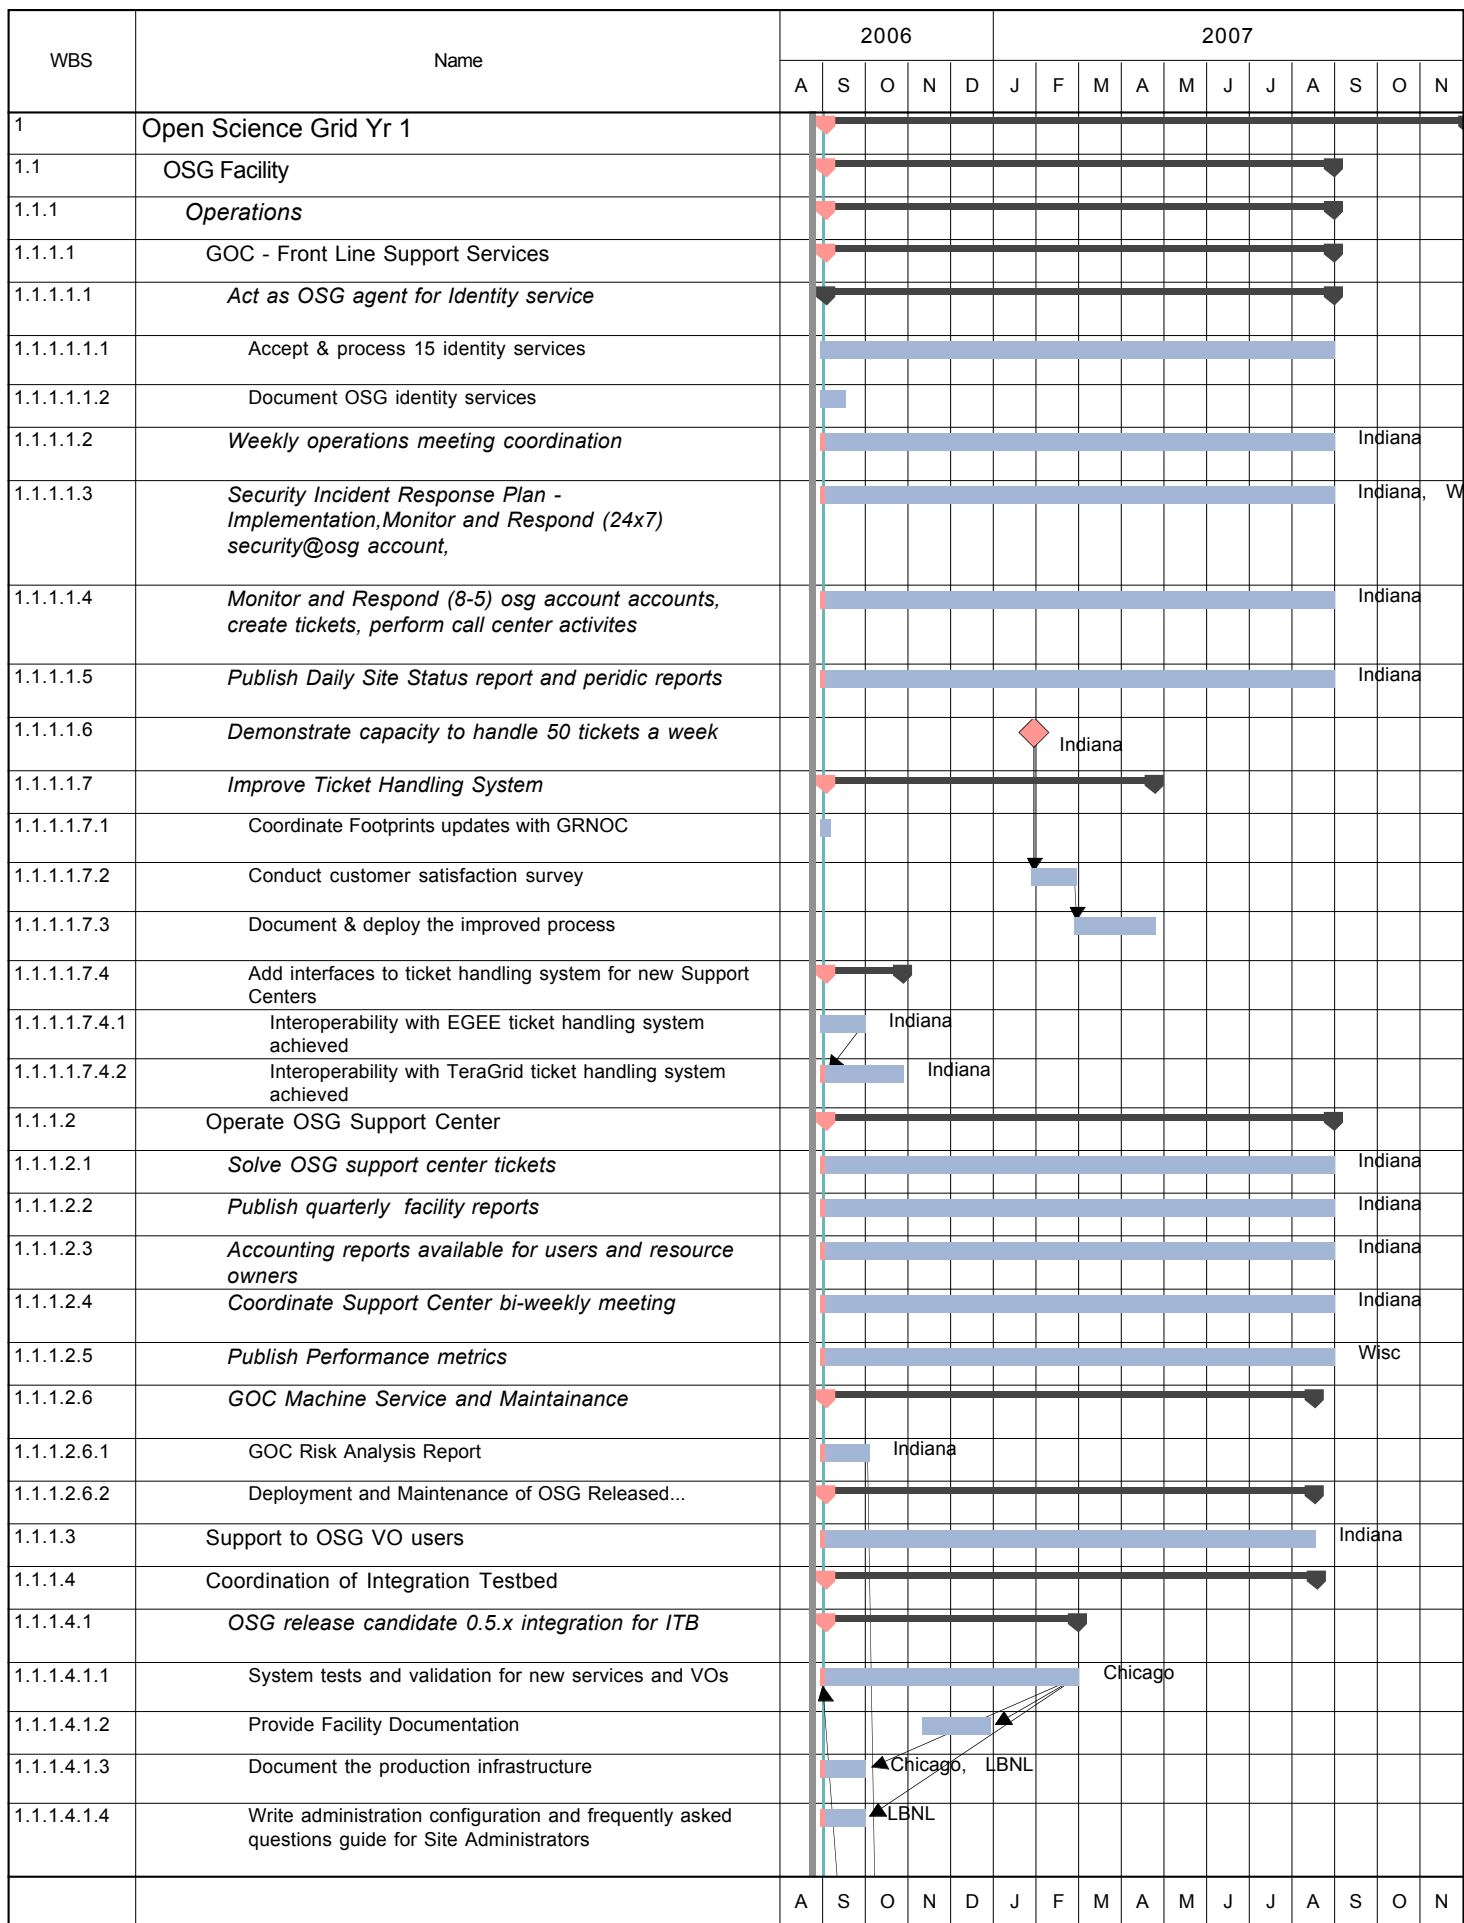 WBS Name 2006 2007
A S O N D J F M A M J J A S O N
1 Open Science Grid Yr 1
1.1 OSG Facility
1.1.1 Operations
1.1.1.1 GOC - Front Line Support Services
1.1.1.1.1 Act as OSG agent for Identity service
1.1.1.1.1.1 Accept & process 15 identity services
1.1.1.1.1.2 Document OSG identity services
1.1.1.1.2 Weekly operations meeting coordination Indiana
1.1.1.1.3 Security Incident Response Plan - Indiana, W
Implementation,Monitor and Respond (24x7)
security@osg account,
1.1.1.1.4 Monitor and Respond (8-5) osg account accounts, Indiana
create tickets, perform call center activites
1.1.1.1.5 Publish Daily Site Status report and peridic reports Indiana
1.1.1.1.6 Demonstrate capacity to handle 50 tickets a week Indiana
1.1.1.1.7 Improve Ticket Handling System
1.1.1.1.7.1 Coordinate Footprints updates with GRNOC
1.1.1.1.7.2 Conduct customer satisfaction survey
1.1.1.1.7.3 Document & deploy the improved process
1.1.1.1.7.4 Add interfaces to ticket handling system for new Support
Centers
1.1.1.1.7.4.1 Interoperability with EGEE ticket handling system Indiana
achieved
1.1.1.1.7.4.2 Interoperability with TeraGrid ticket handling system Indiana
achieved
1.1.1.2 Operate OSG Support Center
1.1.1.2.1 Solve OSG support center tickets Indiana
1.1.1.2.2 Publish quarterly facility reports Indiana
1.1.1.2.3 Accounting reports available for users and resource Indiana
owners
1.1.1.2.4 Coordinate Support Center bi-weekly meeting Indiana
1.1.1.2.5 Publish Performance metrics Wisc
1.1.1.2.6 GOC Machine Service and Maintainance
1.1.1.2.6.1 GOC Risk Analysis Report Indiana
1.1.1.2.6.2 Deployment and Maintenance of OSG Released...
1.1.1.3 Support to OSG VO users Indiana
1.1.1.4 Coordination of Integration Testbed
1.1.1.4.1 OSG release candidate 0.5.x integration for ITB
1.1.1.4.1.1 System tests and validation for new services and VOs Chicago
1.1.1.4.1.2 Provide Facility Documentation
1.1.1.4.1.3 Document the production infrastructure Chicago, LBNL
1.1.1.4.1.4 Write administration configuration and frequently asked LBNL
questions guide for Site Administrators
A S O N D J F M A M J J A S O N